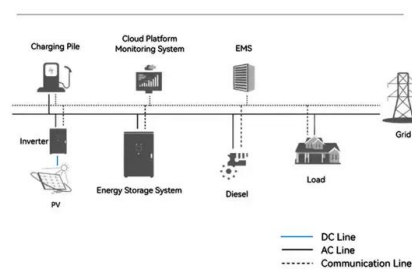 Charging Pile
Cloud Platform
Monitoring System
EMS
Inverter
Grid
PV
Energy Storage System
Diesel
Load
DC Line
AC Line
Communication Line